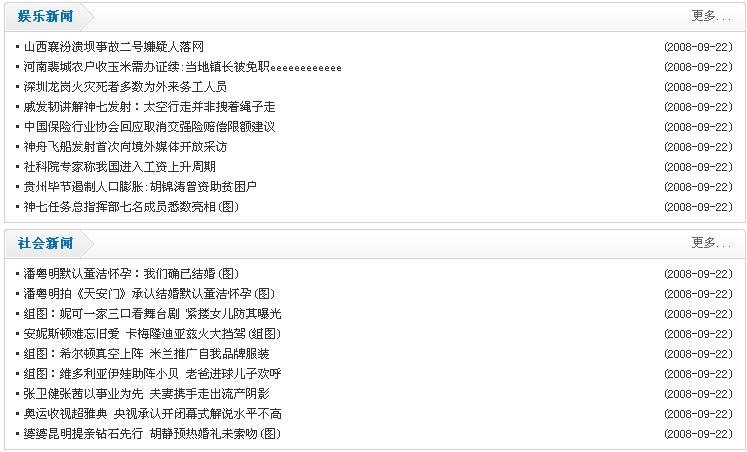 娱乐新闻 更多...
·山西襄汾溃坝事故二号嫌疑人落网 (2008-09-22)
·河南裴城农户收玉米需办证续:当地镇长被免职eeeeeeeeeeee (2008-09-22)
·深圳龙岗火灾死者多数为外来务工人员 (2008-09-22)
·戚发轫讲解神七发射：太空行走并非拽着绳子走 (2008-09-22)
·中国保险行业协会回应取消交强险赔偿限额建议 (2008-09-22)
·神舟飞船发射首次向境外媒体开放采访 (2008-09-22)
·社科院专家称我国进入工资上升周期 (2008-09-22)
·贵州毕节遏制人口膨胀:胡锦涛曾资助贫困户 (2008-09-22)
·神七任务总指挥部七名成员悉数亮相(图) (2008-09-22)
社会新闻 更多...
·潘粤明默认董洁怀孕：我们确已结婚(图) (2008-09-22)
·潘粤明拍《天安门》承认结婚默认董洁怀孕(图) (2008-09-22)
·组图：妮可一家三口看舞台剧 紧搂女儿防其曝光 (2008-09-22)
·安妮斯顿难忘旧爱 卡梅隆迪亚兹火大挡驾(组图) (2008-09-22)
·组图：希尔顿真空上阵 米兰推广自我品牌服装 (2008-09-22)
·组图：维多利亚伊娃助阵小贝 老爸进球儿子欢呼 (2008-09-22)
·张卫健张茜以事业为先 夫妻携手走出流产阴影 (2008-09-22)
·奥运收视超雅典 央视承认开闭幕式解说水平不高 (2008-09-22)
·婆婆昆明提亲钻石先行 胡静预热婚礼未索吻(图) (2008-09-22)